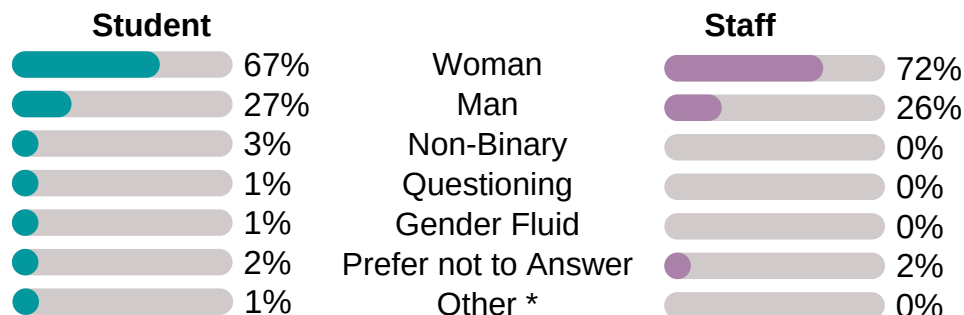 Student Staff
67% Woman 72%
27% Man 26%
3% Non-Binary 0%
1% Questioning 0%
1% Gender Fluid 0%
2% Prefer not to Answer 2%
1% Other * 0%